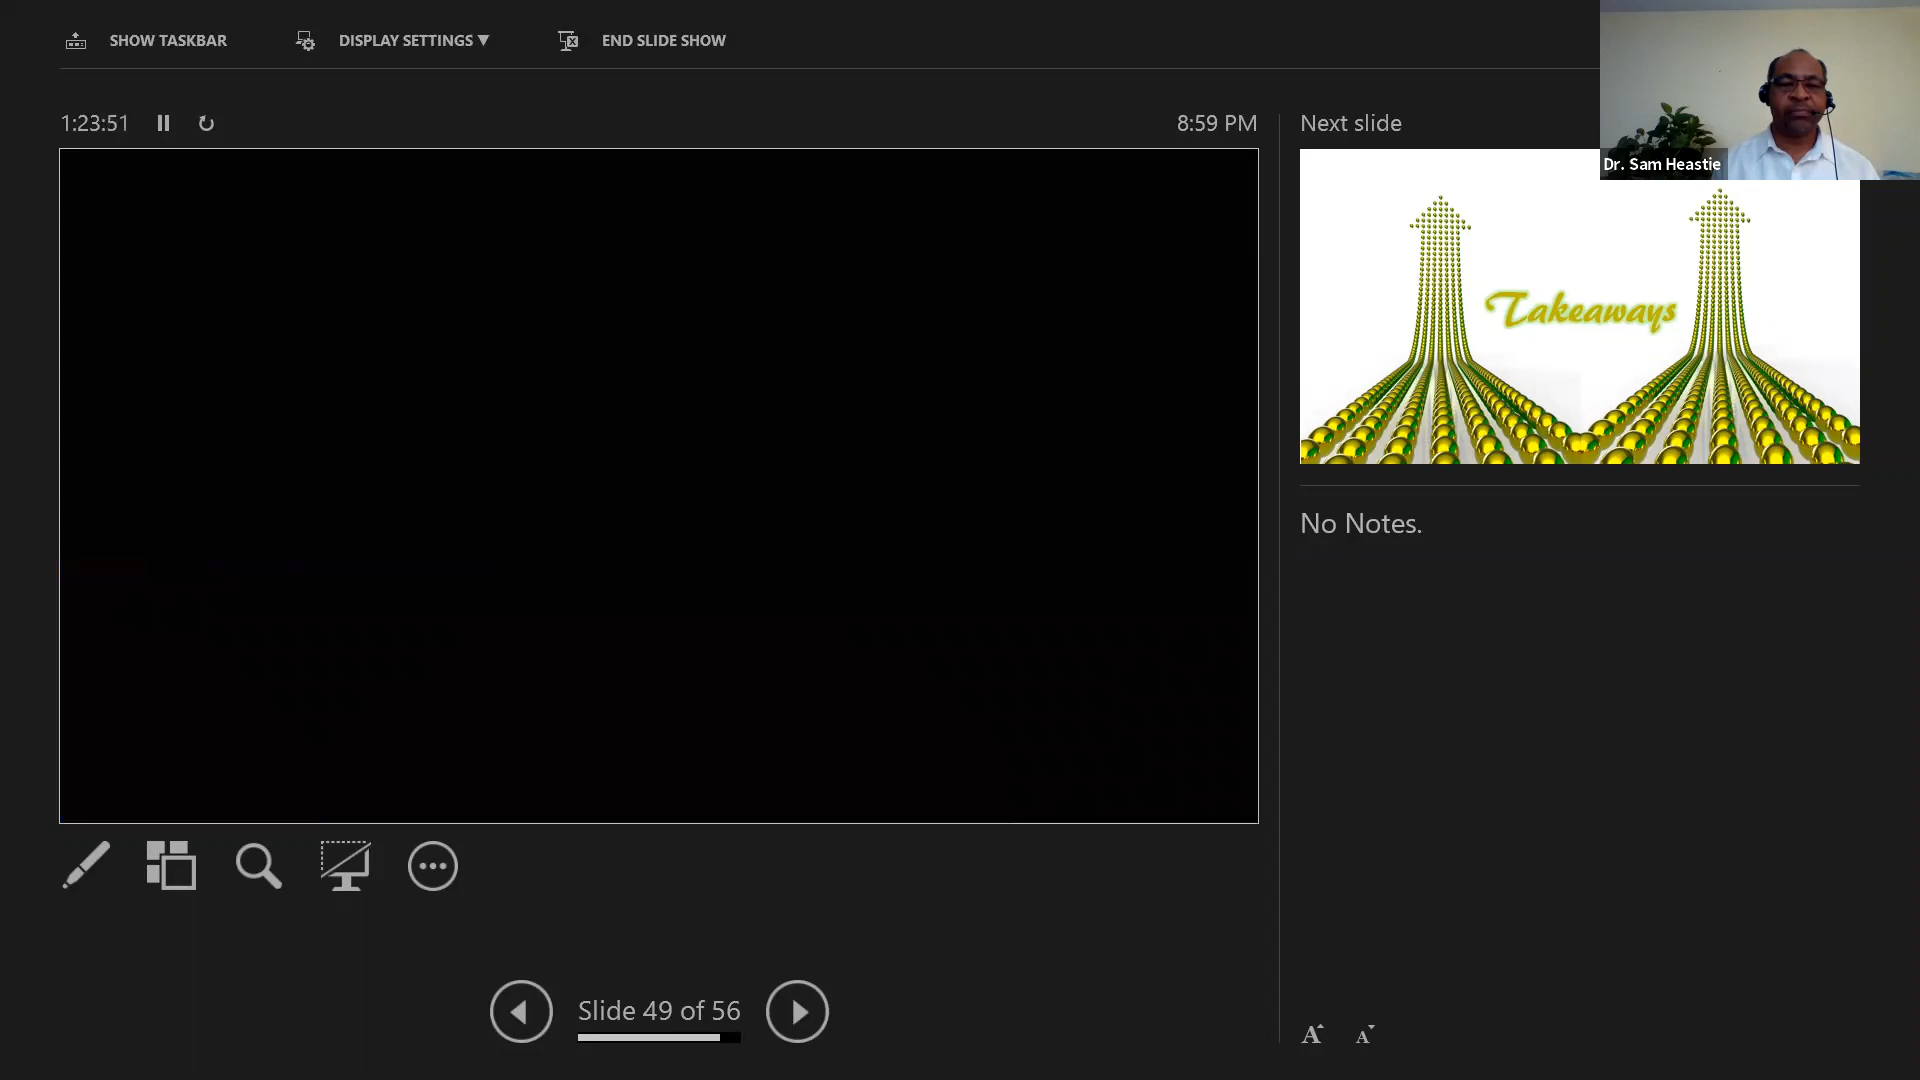 SHOW TASKBAR
DISPLAY SETTINGS ▼
END SLIDE SHOW
1:23:51
8:59 PM
Next slide
Dr. Sam Heastie
Takeaways
No Notes.
Slide 49 of 56
A
A